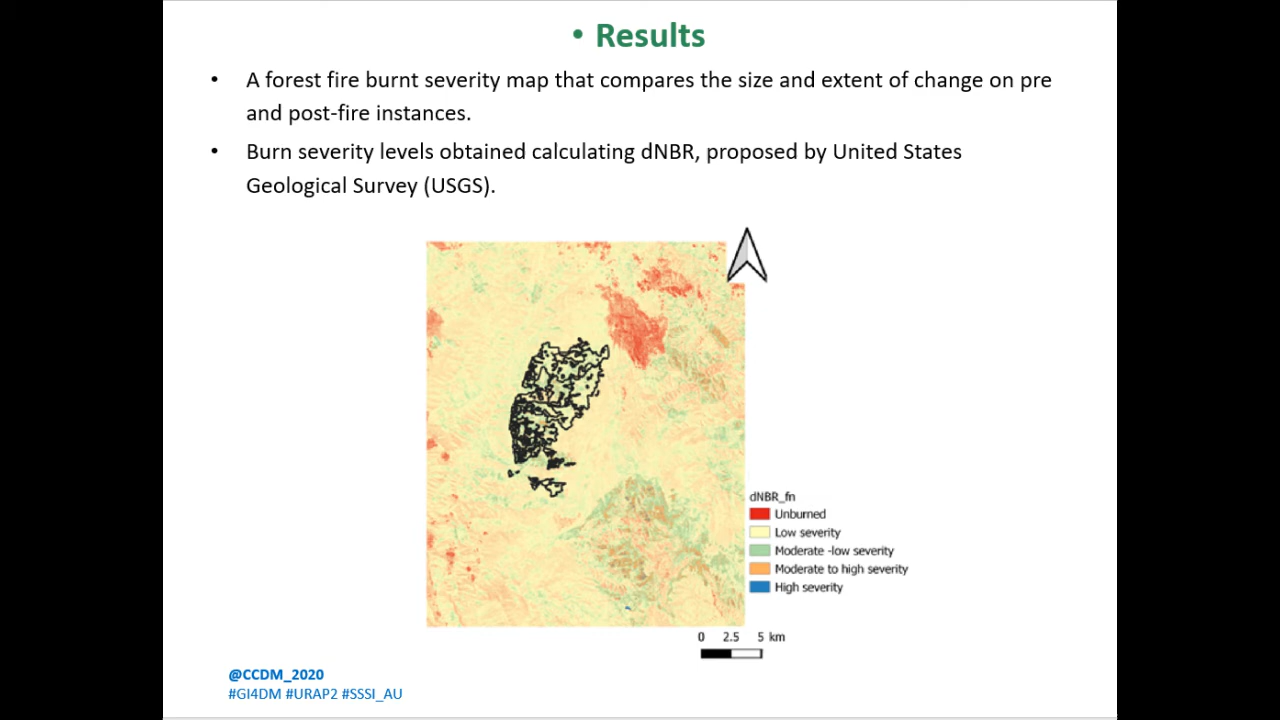 • Results
• A forest fire burnt severity map that compares the size and extent of change on pre
and post-fire instances.
• Burn severity levels obtained calculating dNBR, proposed by United States
Geological Survey (USGS).
dNBR_fn
Unburned
Low severity
Moderate -low severity
Moderate to high severity
High severity
0 2.5 5 km
@CCDM_2020
#GI4DM #URAP2 #SSSI_AU